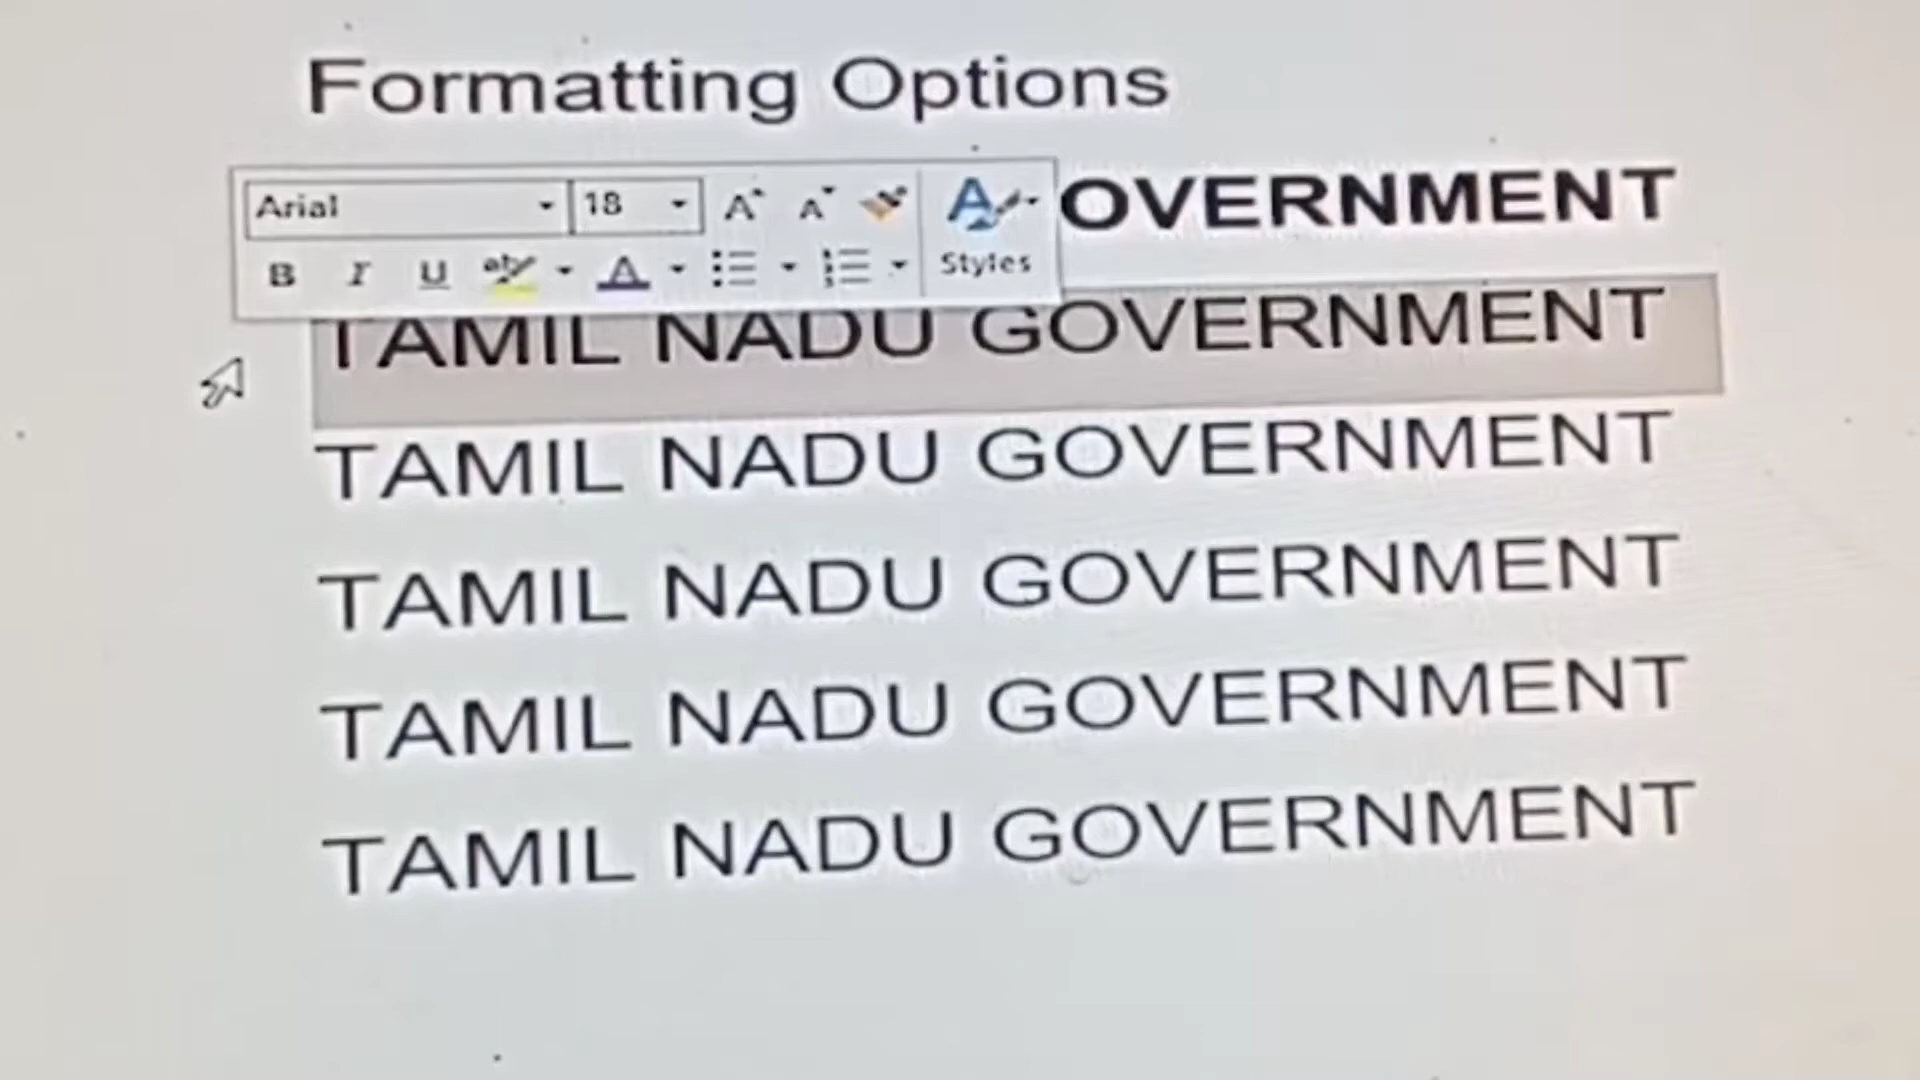 Formatting Options
OVERNMENT
Arial 18 A A
B I U aby A Styles
TAMIL NADU GOVERNMENT
TAMIL NADU GOVERNMENT
TAMIL NADU GOVERNMENT
TAMIL NADU GOVERNMENT
TAMIL NADU GOVERNMENT